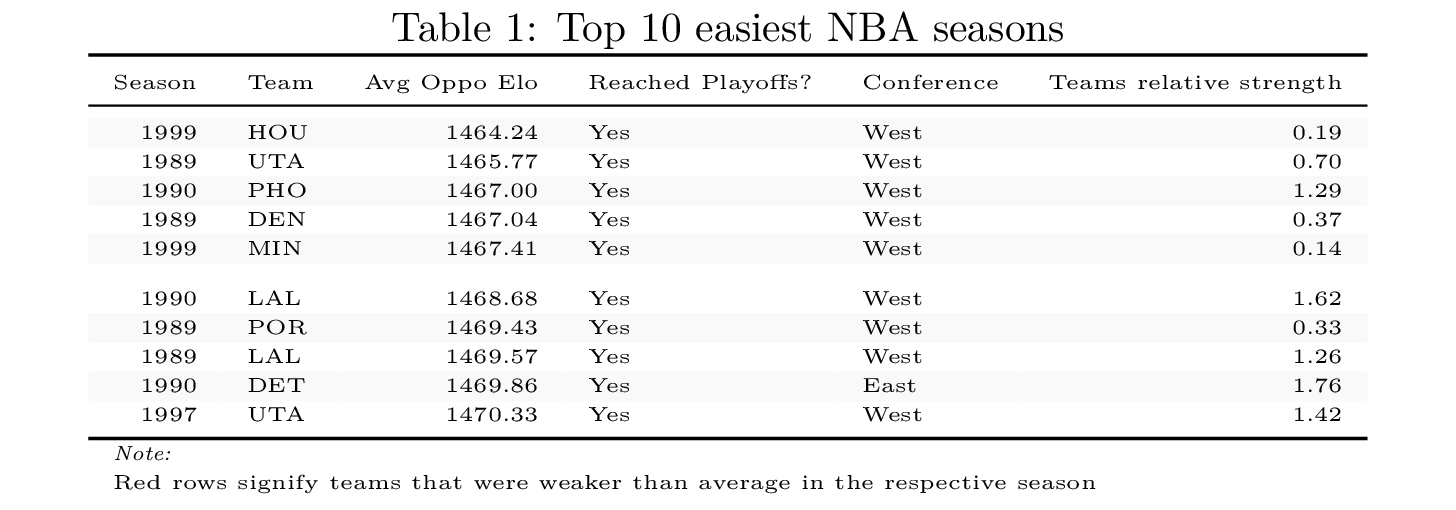 Table 1: Top 10 easiest NBA seasons
Season Team Avg Oppo Elo Reached Playoffs? Conference Teams relative strength
1999 HOU 1464.24 Yes West 0.19
1989 UTA 1465.77 Yes West 0.70
1990 PHO 1467.00 Yes West 1.29
1989 DEN 1467.04 Yes West 0.37
1999 MIN 1467.41 Yes West 0.14
1990 LAL 1468.68 Yes West 1.62
1989 POR 1469.43 Yes West 0.33
1989 LAL 1469.57 Yes West 1.26
1990 DET 1469.86 Yes East 1.76
1997 UTA 1470.33 Yes West 1.42
Note:
Red rows signify teams that were weaker than average in the respective season